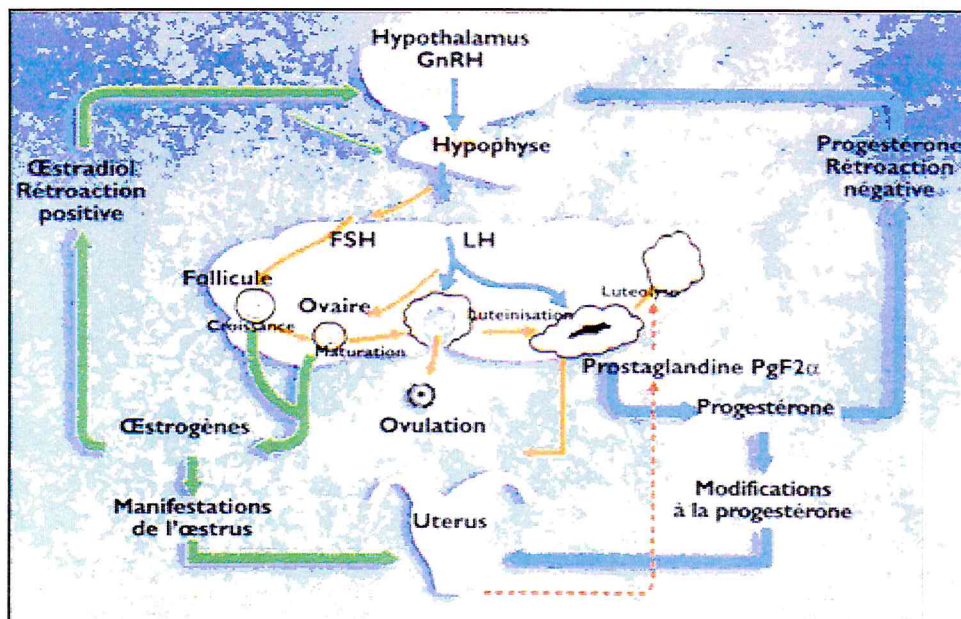 Hypothalamus
GnRH
Hypophyse
Œstradiol
Rétroaction
positive
Progestérone
Rétroaction
négative
FSH
LH
Follicule
Croissance
Ovaire
Maturation
Luteinisation
Luteolyse
Prostaglandine PgF2α
Progestérone
Œstrogènes
Ovulation
Manifestations
de l'œstrus
Uterus
Modifications
à la progestérone